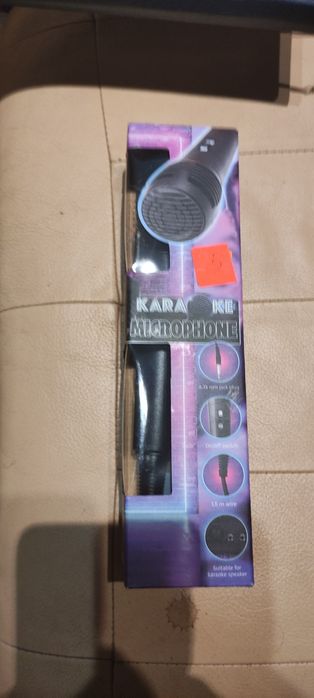 KARAOKE
MICROPHONE
6.35 mm jack plug
On/off switch
1.5 m wire
Suitable for
karaoke speaker